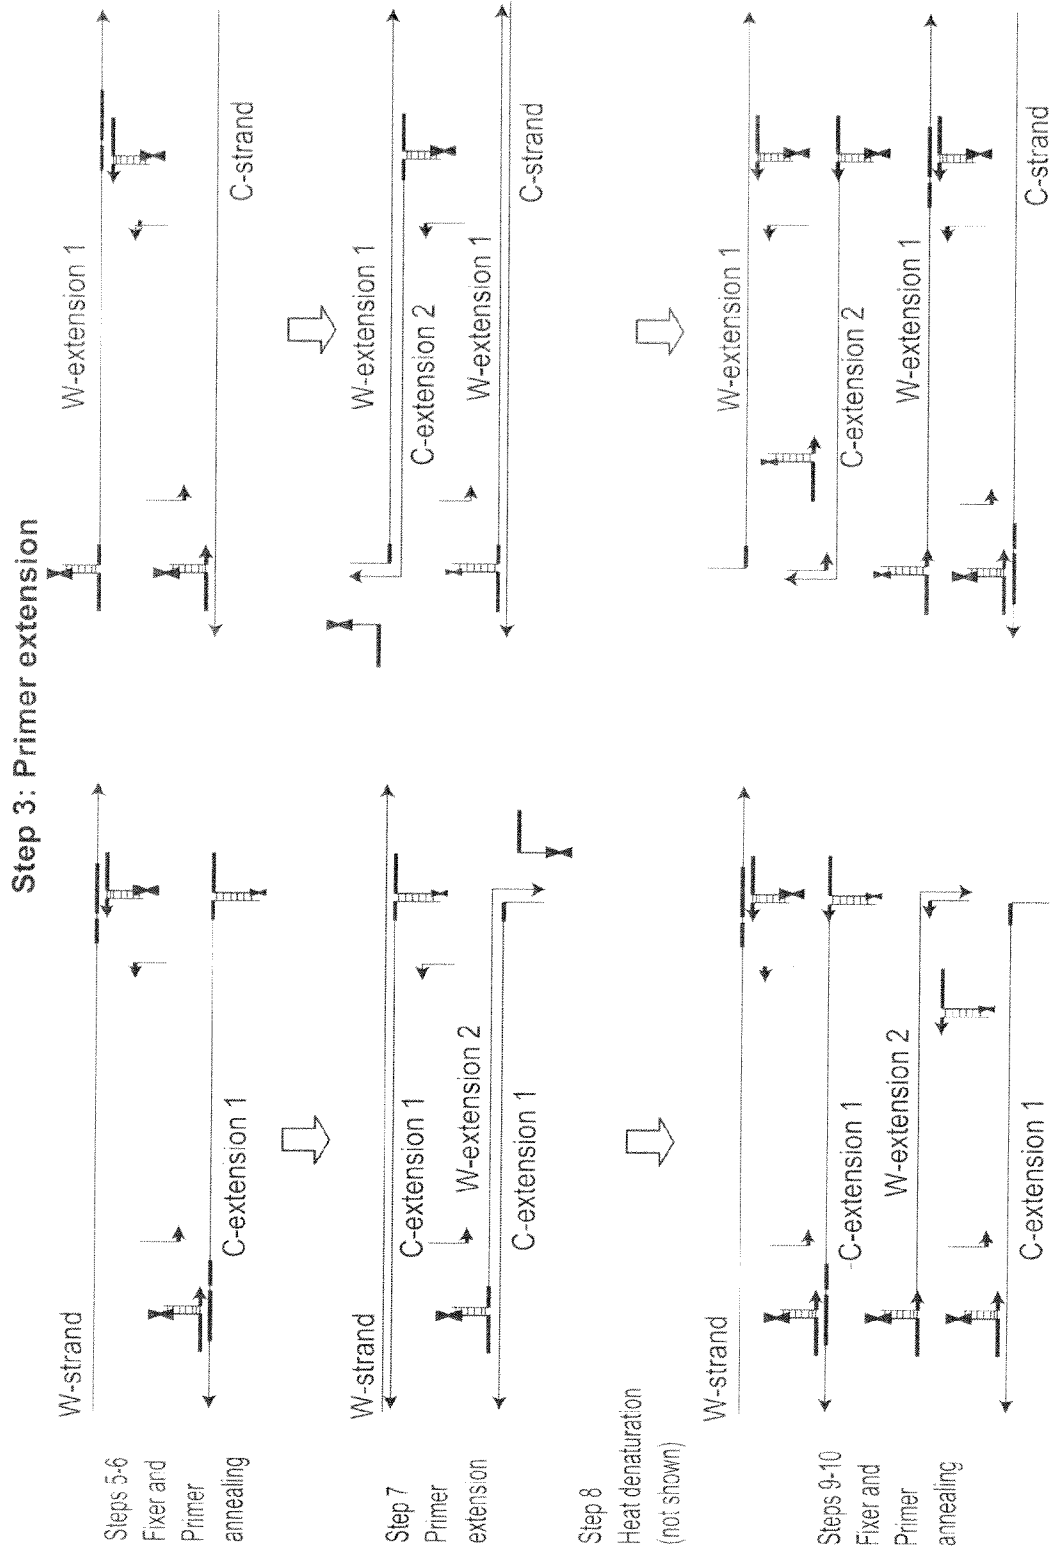 Step 3: Primer extension
W-strand
W-extension 1
Steps 5-6
Fixer and
Primer
annealing
C-extension 1
C-strand
W-strand
Step 7
Primer
extension
C-extension 1
W-extension 2
C-extension 1
W-extension 1
C-extension 2
W-extension 1
C-strand
Step 8
Heat denaturation
(not shown)
W-strand
Steps 9-10
Fixer and
Primer
annealing
C-extension 1
W-extension 2
C-extension 1
W-extension 1
C-extension 2
W-extension 1
C-strand